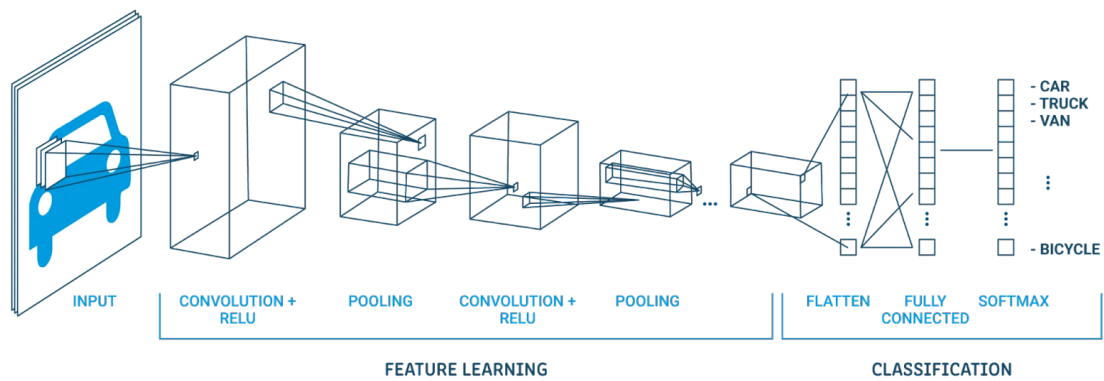 - CAR
- TRUCK
- VAN
- BICYCLE
INPUT
CONVOLUTION + RELU
POOLING
CONVOLUTION + RELU
POOLING
FLATTEN
FULLY CONNECTED
SOFTMAX
FEATURE LEARNING
CLASSIFICATION